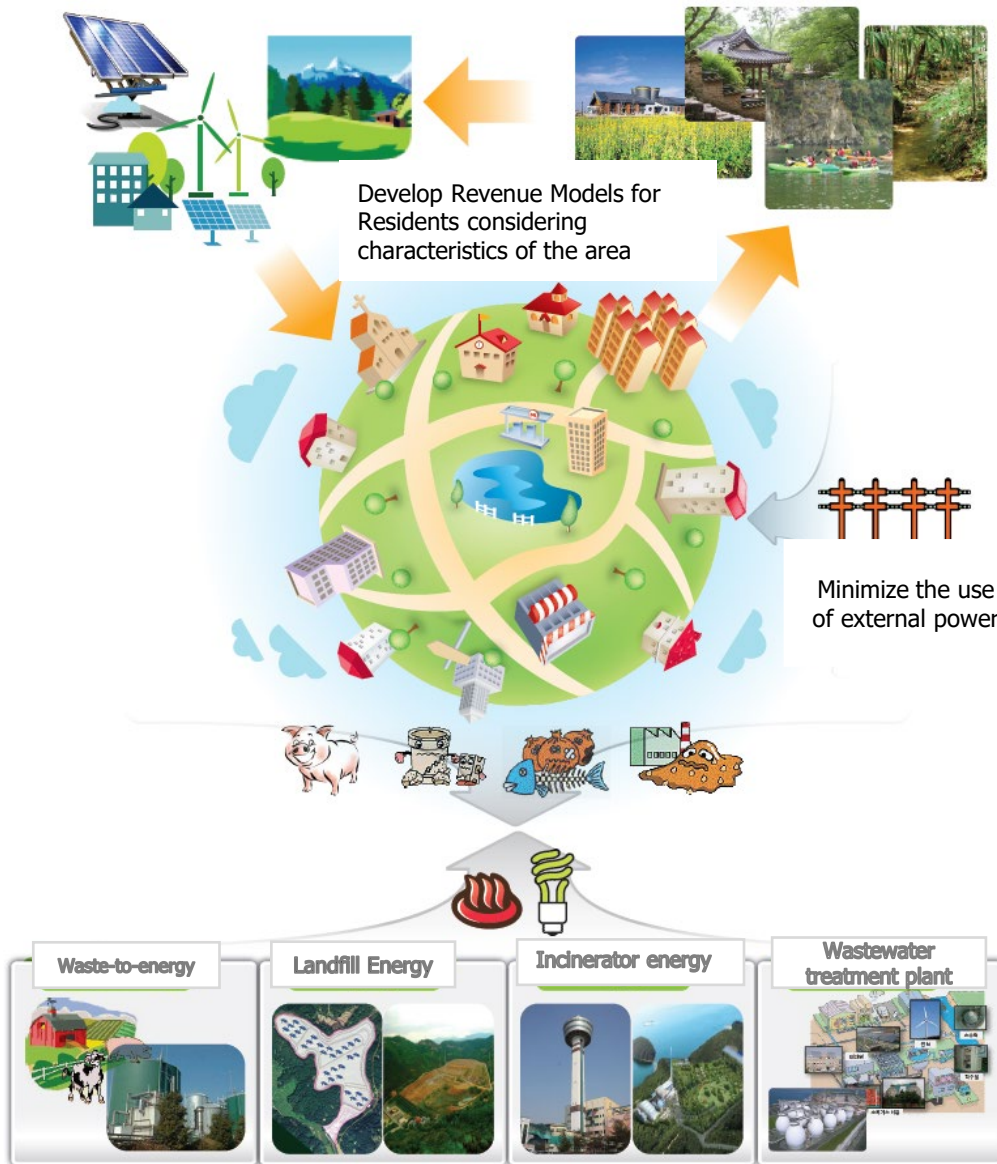 Develop Revenue Models for
Residents considering
characteristics of the area
Minimize the use
of external power
Waste-to-energy
Landfill Energy
Incinerator energy
Wastewater
treatment plant